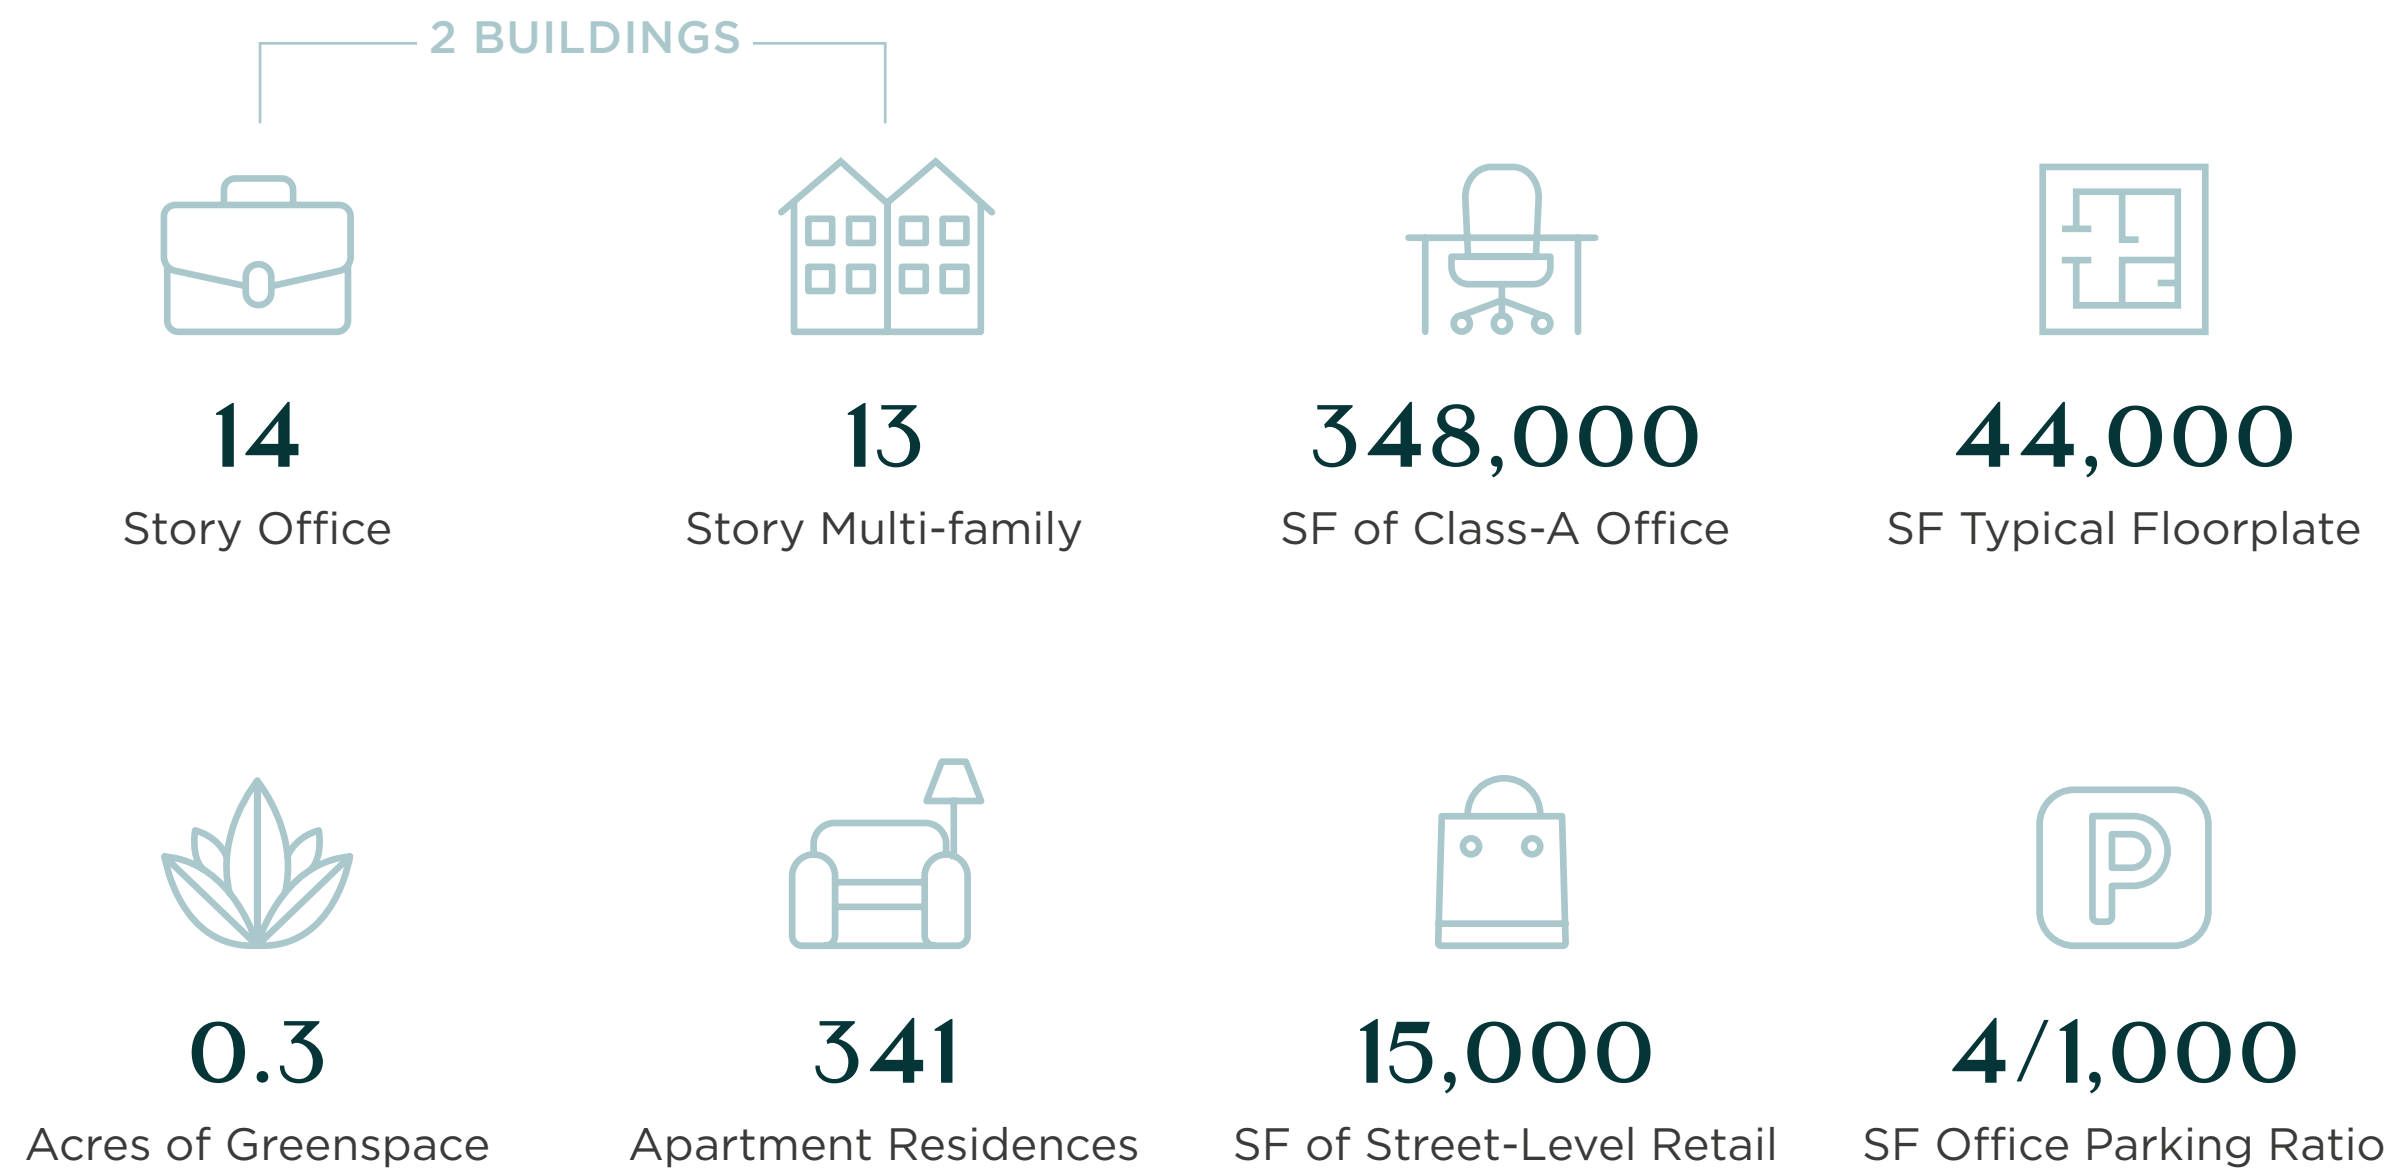 2 BUILDINGS
14
Story Office
13
Story Multi-family
348,000
SF of Class-A Office
44,000
SF Typical Floorplate
0.3
Acres of Greenspace
341
Apartment Residences
15,000
SF of Street-Level Retail
P
4/1,000
SF Office Parking Ratio